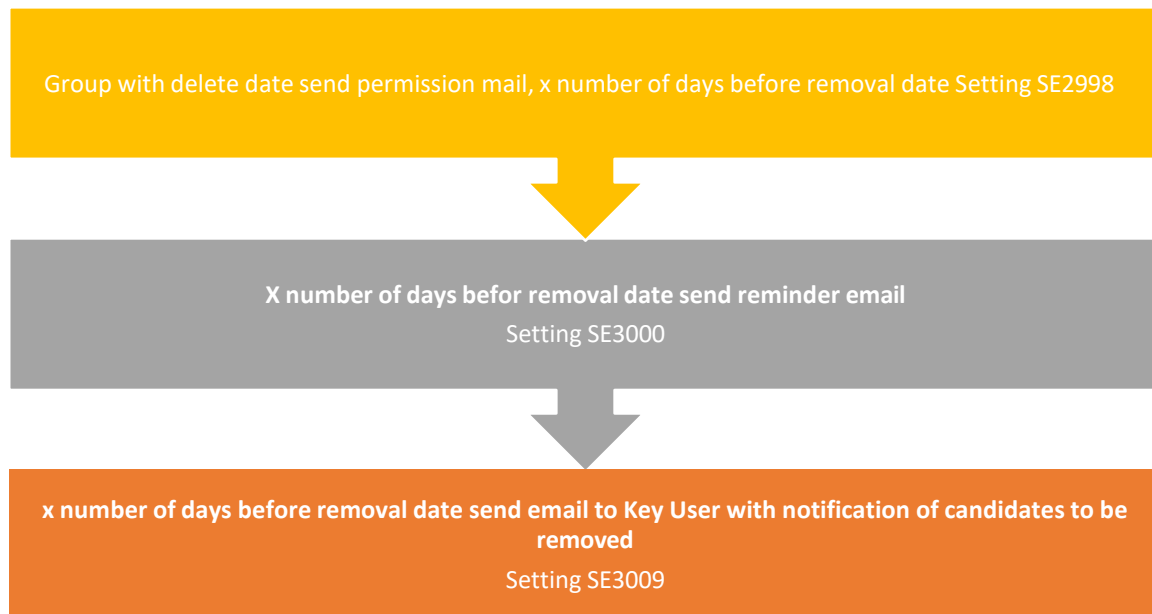 Group with delete date send permission mail, x number of days before removal date Setting SE2998
X number of days befor removal date send reminder email
Setting SE3000
x number of days before removal date send email to Key User with notification of candidates to be
removed
Setting SE3009